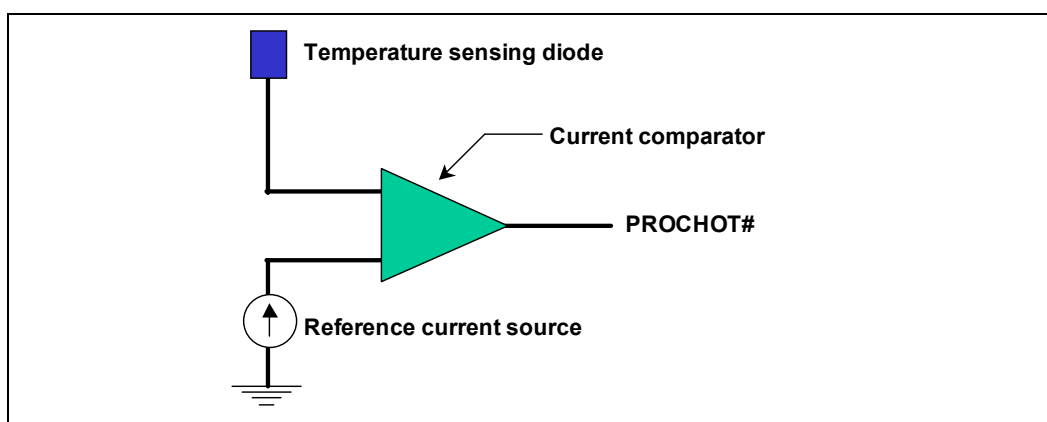 Temperature sensing diode
Current comparator
PROCHOT#
Reference current source